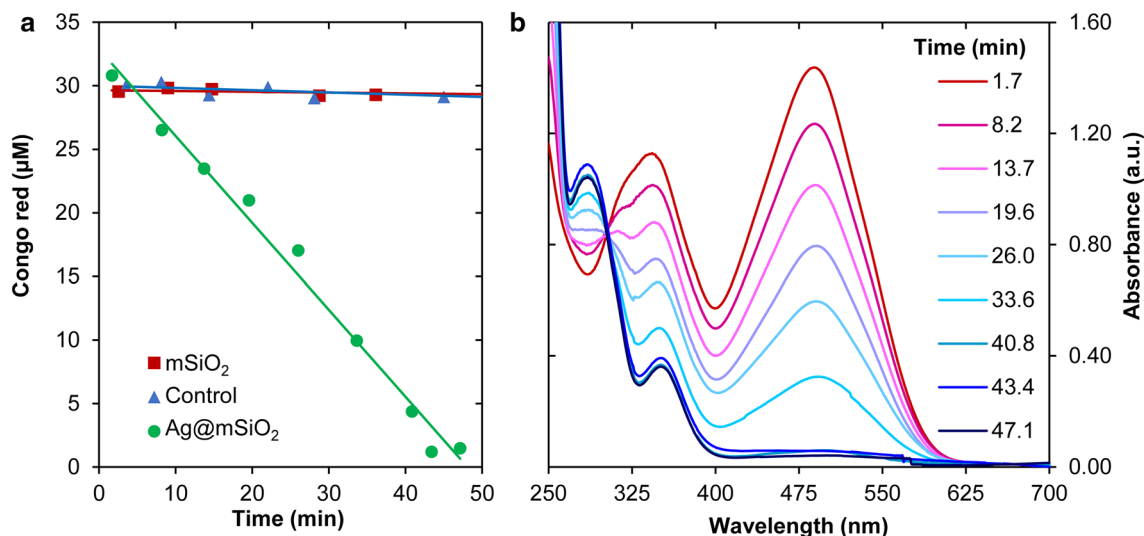 a
Congo red (µM)
35
30
25
20
15
10
5
0
mSiO₂
Control
Ag@mSiO₂
0 10 20 30 40 50
Time (min)
b
Time (min)
1.7
8.2
13.7
19.6
26.0
33.6
40.8
43.4
47.1
1.60
1.20
0.80
0.40
0.00
Absorbance (a.u.)
250 325 400 475 550 625 700
Wavelength (nm)